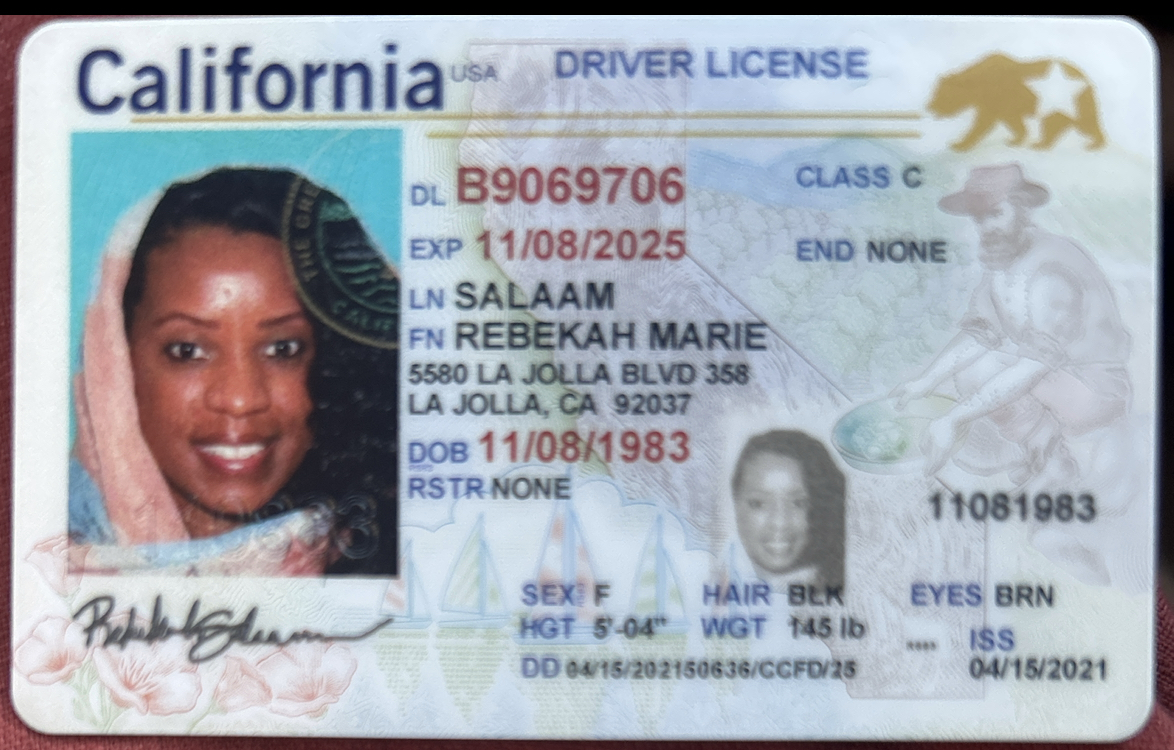 California USA DRIVER LICENSE
DL B9069706 CLASS C
EXP 11/08/2025 END NONE
LN SALAAM
FN REBEKAH MARIE
5580 LA JOLLA BLVD 358
LA JOLLA, CA 92037
DOB 11/08/1983
RSTR NONE
11081983
SEX F HAIR BLK EYES BRN
HGT 5'-04" WGT 145 lb
ISS
DD 04/15/202150636/CCFD/25 04/15/2021